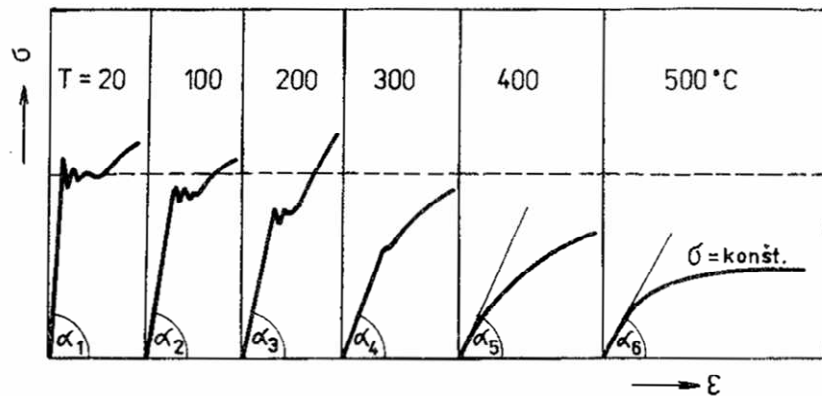 σ
T = 20 100 200 300 400 500 °C
σ = konšt.
α₁ α₂ α₃ α₄ α₅ α₆
ε